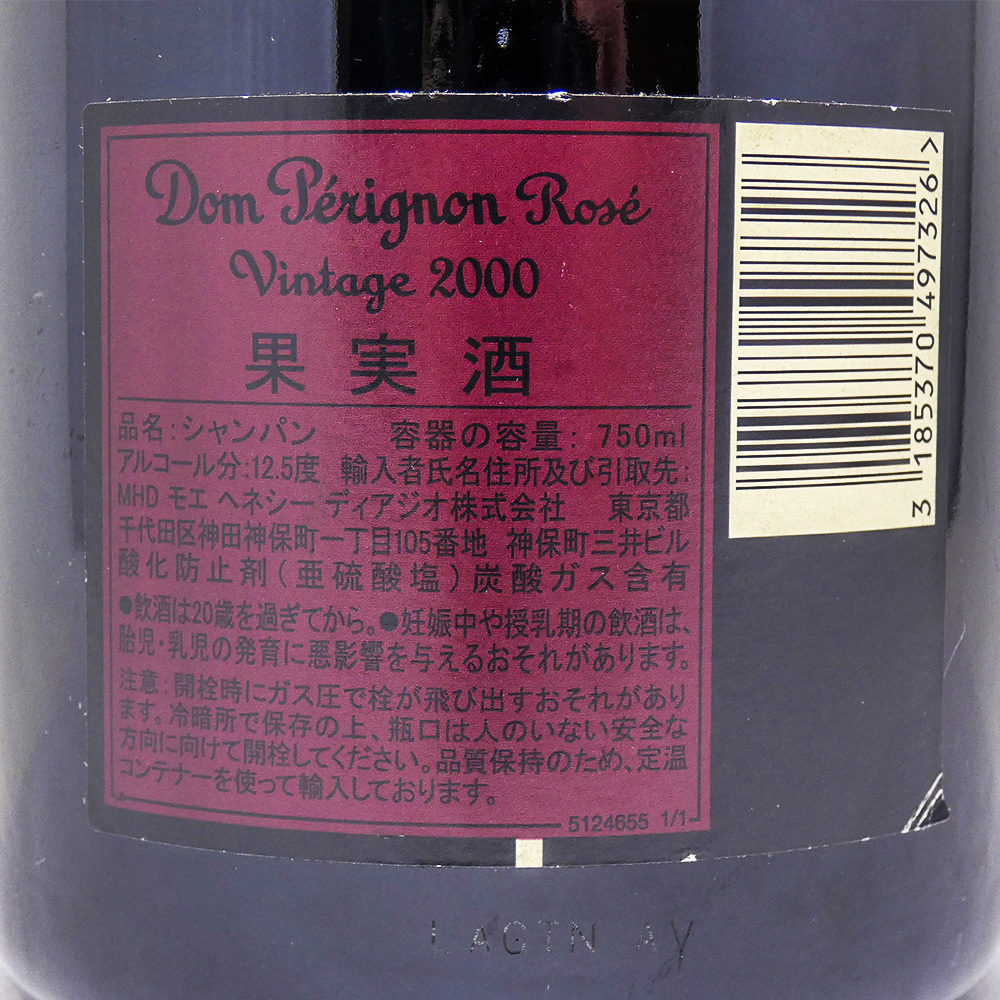 Dom Pérignon Rosé
Vintage 2000
果実酒
品名:シャンパン 容器の容量: 750ml
アルコール分:12.5度 輸入者氏名住所及び引取先:
MHD モエ ヘネシー ディアジオ株式会社 東京都
千代田区神田神保町一丁目105番地 神保町三井ビル
酸化防止剤(亜硫酸塩)炭酸ガス含有
●飲酒は20歳を過ぎてから。●妊娠中や授乳期の飲酒は、
胎児・乳児の発育に悪影響を与えるおそれがあります。
注意:開栓時にガス圧で栓が飛び出すおそれがあり
ます。冷暗所で保存の上、瓶口は人のいない安全な
方向に向けて開栓してください。品質保持のため、定温
コンテナーを使って輸入しております。
5124655 1/1
3 185370 497326 >